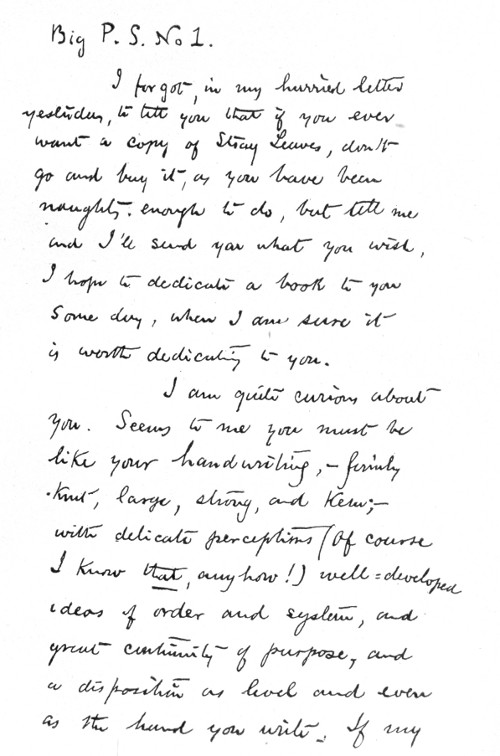 Big P. S. No 1.
I forgot, in my hurried letter
yesterday, to tell you that if you ever
want a copy of Stray Leaves, don't
go and buy it, as you have been
naughty enough to do, but tell me
and I'll send you what you wish.
I hope to dedicate a book to you
some day, when I am sure it
is worth dedicating to you.
I am quite curious about
you. Seems to me you must be
like your handwriting, – firmly
knit, large, strong, and keen; –
with delicate perceptions (of course
I know that, anyhow!) well=developed
ideas of order and system, and
great continuity of purpose, and
a disposition as level and even
as the hand you write. If my